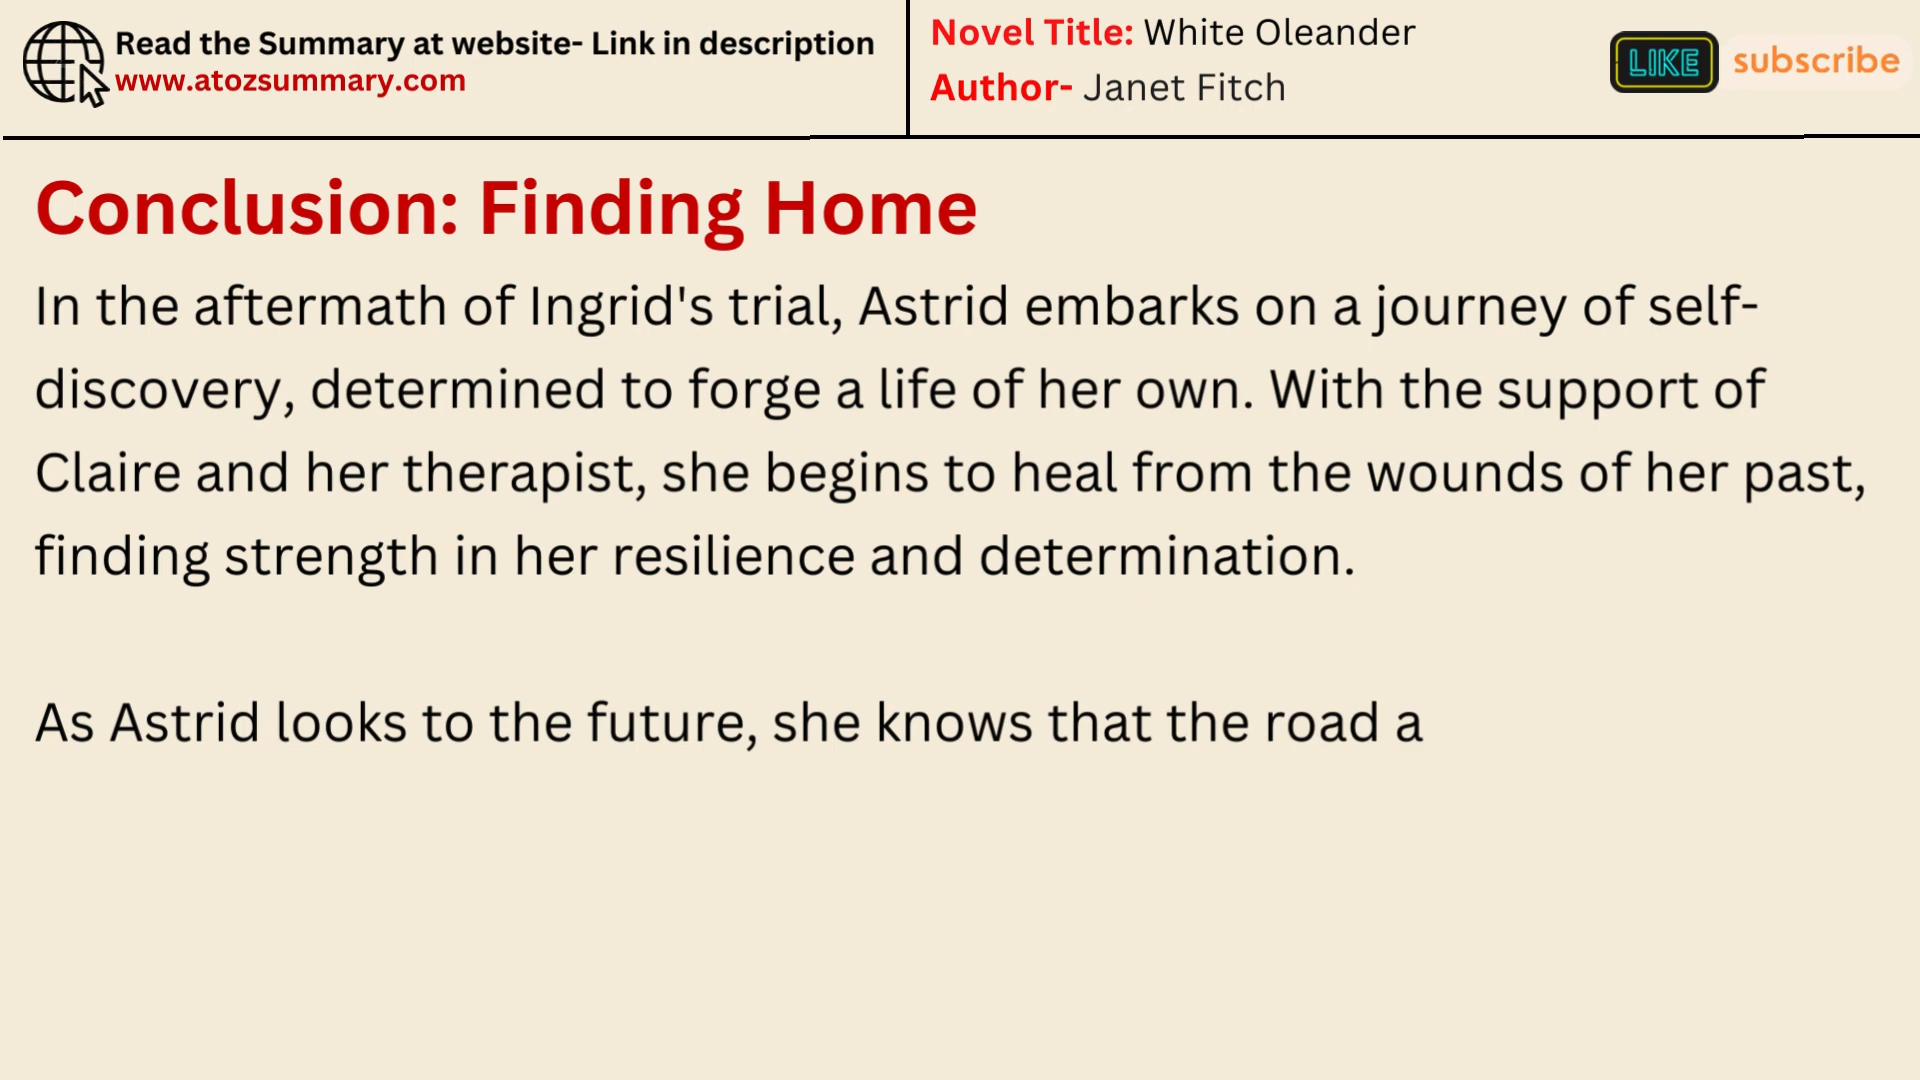 Read the Summary at website- Link in description
www.atozsummary.com
Novel Title: White Oleander
Author- Janet Fitch
LIKE
subscribe
Conclusion: Finding Home
In the aftermath of Ingrid's trial, Astrid embarks on a journey of self-
discovery, determined to forge a life of her own. With the support of
Claire and her therapist, she begins to heal from the wounds of her past,
finding strength in her resilience and determination.
As Astrid looks to the future, she knows that the road a